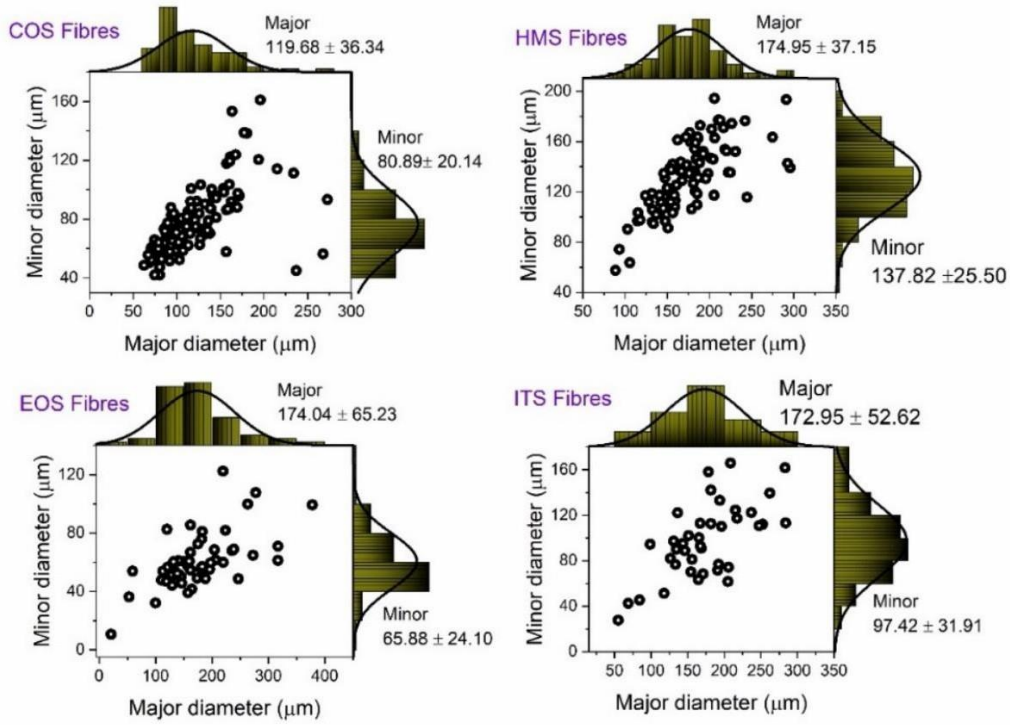 COS Fibres
Major
119.68 ± 36.34
Minor
80.89± 20.14
Minor diameter (μm)
160
120
80
40
0 50 100 150 200 250 300
Major diameter (μm)
HMS Fibres
Major
174.95 ± 37.15
Minor
137.82 ±25.50
Minor diameter (μm)
200
160
120
80
40
50 100 150 200 250 300 350
Major diameter (μm)
EOS Fibres
Major
174.04 ± 65.23
Minor
65.88 ± 24.10
Minor diameter (μm)
120
80
40
0
0 100 200 300 400
Major diameter (μm)
ITS Fibres
Major
172.95 ± 52.62
Minor
97.42 ± 31.91
Minor diameter (μm)
160
120
80
40
0
50 100 150 200 250 300 350
Major diameter (μm)